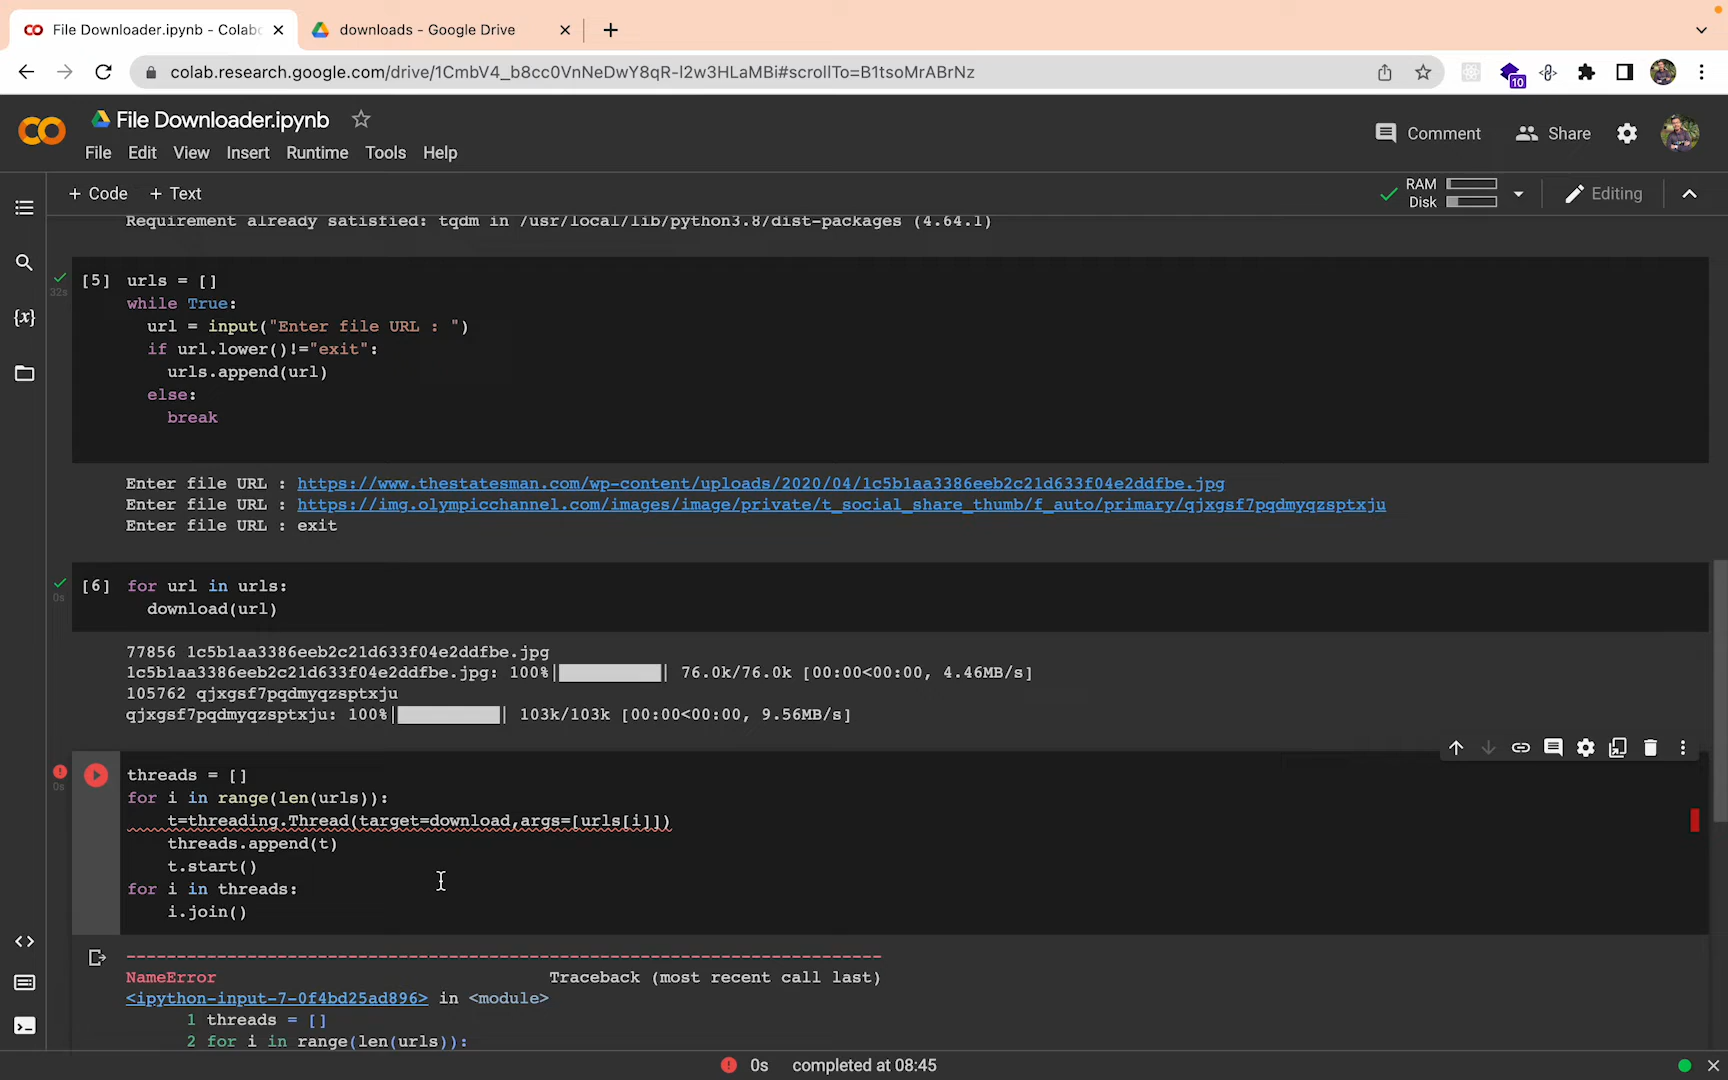 File Downloader.ipynb - Colabo
downloads - Google Drive
colab.research.google.com/drive/1CmbV4_b8cc0VnNeDwY8qR-l2w3HLaMBi#scrollTo=B1tsoMrABrNz
10
File Downloader.ipynb
Comment
Share
File Edit View Insert Runtime Tools Help
+ Code + Text
RAM
Disk
Editing
Requirement already satisfied: tqdm in /usr/local/lib/python3.8/dist-packages (4.64.1)
[5] urls = []
32s
while True:
url = input("Enter file URL : ")
if url.lower()!="exit":
urls.append(url)
else:
break
Enter file URL : https://www.thestatesman.com/wp-content/uploads/2020/04/1c5b1aa3386eeb2c21d633f04e2ddfbe.jpg
Enter file URL : https://img.olympicchannel.com/images/image/private/t_social_share_thumb/f_auto/primary/qjxgsf7pqdmyqzsptxju
Enter file URL : exit
[6] for url in urls:
0s
download(url)
77856 1c5b1aa3386eeb2c21d633f04e2ddfbe.jpg
1c5b1aa3386eeb2c21d633f04e2ddfbe.jpg: 100%| | 76.0k/76.0k [00:00<00:00, 4.46MB/s]
105762 qjxgsf7pqdmyqzsptxju
qjxgsf7pqdmyqzsptxju: 100%| | 103k/103k [00:00<00:00, 9.56MB/s]
threads = []
0s
for i in range(len(urls)):
t=threading.Thread(target=download,args=[urls[i]])
threads.append(t)
t.start()
for i in threads:
i.join()
---------------------------------------------------------------------------
NameError Traceback (most recent call last)
<ipython-input-7-0f4bd25ad896> in <module>
1 threads = []
2 for i in range(len(urls)):
0s completed at 08:45